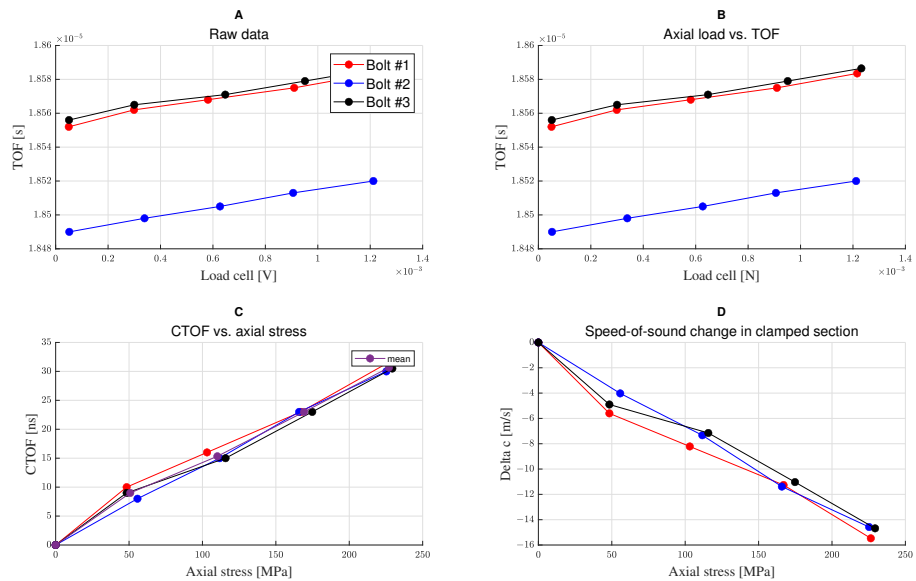 A
Raw data
×10⁻⁵
1.86
1.858
1.856
1.854
1.852
1.85
1.848
TOF [s]
Bolt #1
Bolt #2
Bolt #3
0 0.2 0.4 0.6 0.8 1 1.2 1.4
Load cell [V]
×10⁻³
B
Axial load vs. TOF
×10⁻⁵
1.86
1.858
1.856
1.854
1.852
1.85
1.848
TOF [s]
0 0.2 0.4 0.6 0.8 1 1.2 1.4
Load cell [N]
×10⁻³
C
CTOF vs. axial stress
35
30
25
20
15
10
5
0
CTOF [ns]
mean
0 50 100 150 200 250
Axial stress [MPa]
D
Speed-of-sound change in clamped section
0
-2
-4
-6
-8
-10
-12
-14
-16
Delta c [m/s]
0 50 100 150 200 250
Axial stress [MPa]